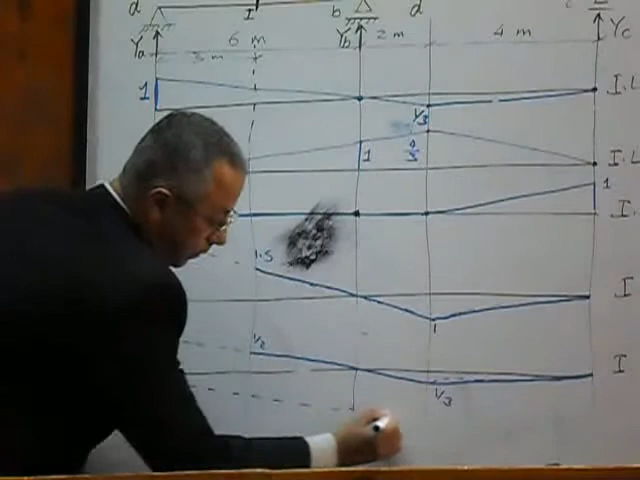 a I b d c
Ya 6 m Yb 2 m 4 m Yc
3 m
1 I.L
1/3
1 4/3 I.L
1
I.
1.5
I
1
1/2
I
1/3